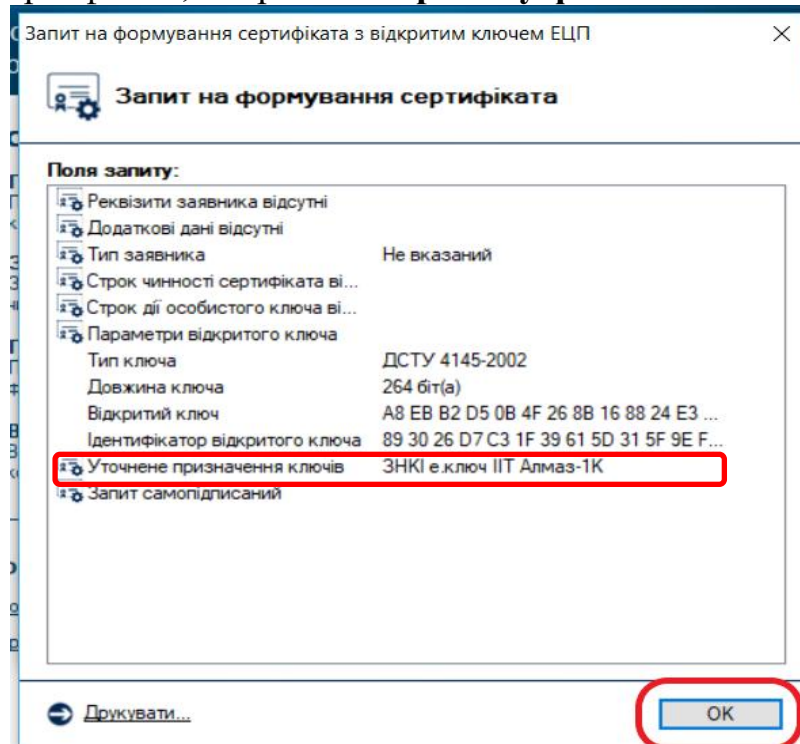 Запит на формування сертифіката з відкритим ключем ЕЦП
Запит на формування сертифіката
Поля запиту:
Реквізити заявника відсутні
Додаткові дані відсутні
Тип заявника Не вказаний
Строк чинності сертифіката ві...
Строк дії особистого ключа ві...
Параметри відкритого ключа
Тип ключа ДСТУ 4145-2002
Довжина ключа 264 біт(а)
Відкритий ключ A8 EB B2 D5 0B 4F 26 8B 16 88 24 E3 ...
Ідентифікатор відкритого ключа 89 30 26 D7 C3 1F 39 61 5D 31 5F 9E F...
Уточнене призначення ключів ЗНКІ е.ключ ІІТ Алмаз-1К
Запит самопідписаний
Друкувати...
OK